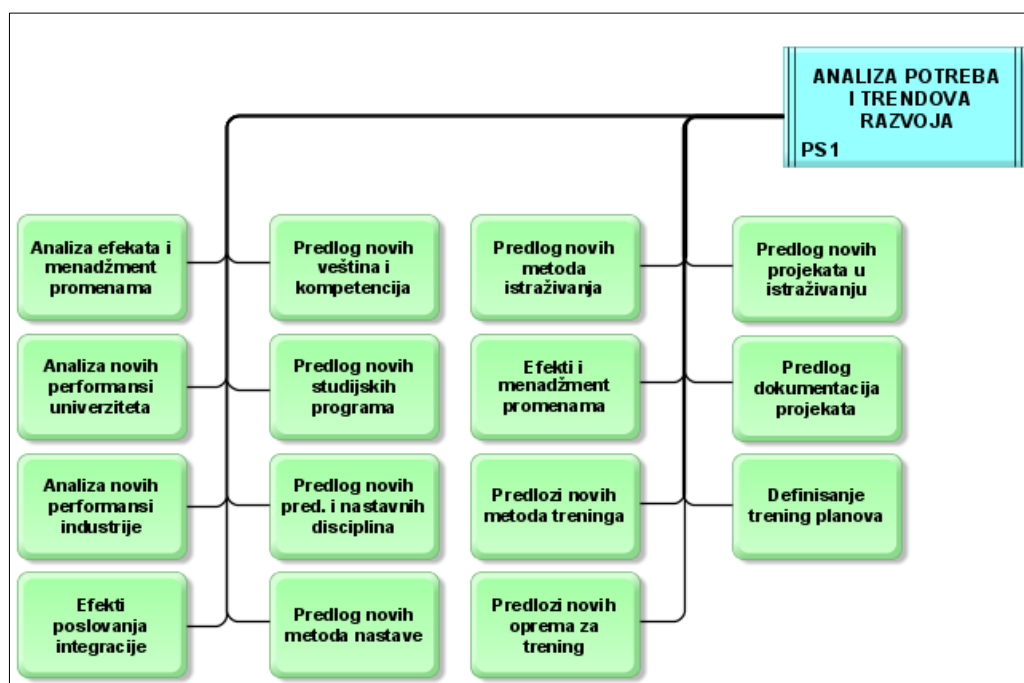 ANALIZA POTREBA
I TRENDOVA
RAZVOJA
PS1
Analiza efekata i
menadžment
promenama
Predlog novih
veština i
kompetencija
Predlog novih
metoda
istraživanja
Predlog novih
projekata u
istraživanju
Analiza novih
performansi
univerziteta
Predlog novih
studijskih
programa
Efekti i
menadžment
promenama
Predlog
dokumentacija
projekata
Analiza novih
performansi
industrije
Predlog novih
pred. i nastavnih
disciplina
Predlozi novih
metoda treninga
Definisanje
trening planova
Efekti
poslovanja
integracije
Predlog novih
metoda nastave
Predlozi novih
oprema za
trening